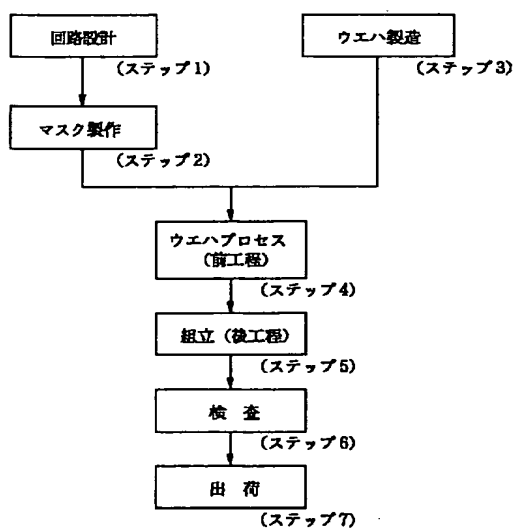 回路設計
(ステップ1)
ウエハ製造
(ステップ3)
マスク製作
(ステップ2)
ウエハプロセス
(前工程)
(ステップ4)
組立(後工程)
(ステップ5)
検 査
(ステップ6)
出 荷
(ステップ7)